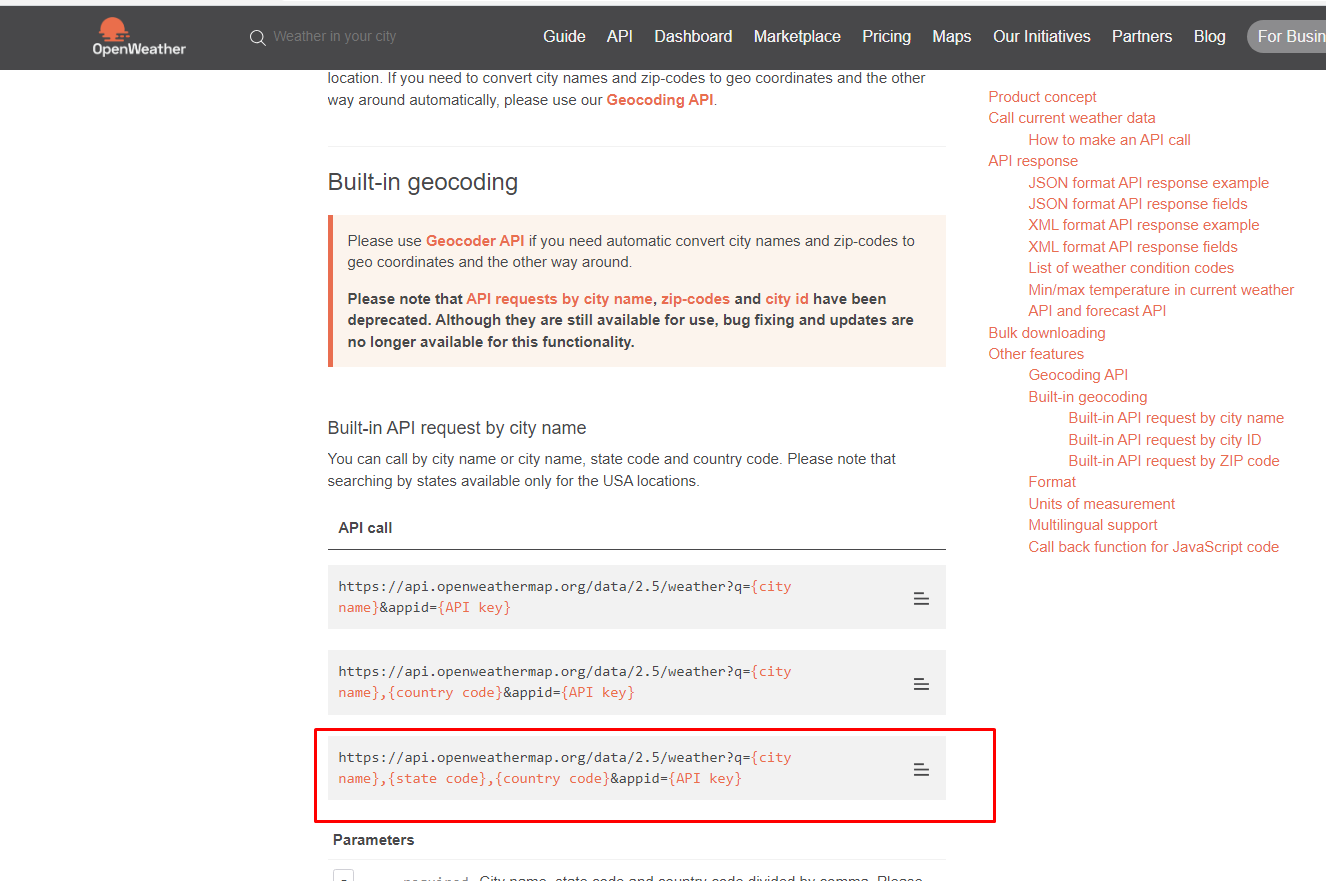 OpenWeather
Weather in your city
Guide API Dashboard Marketplace Pricing Maps Our Initiatives Partners Blog For Busin
location. If you need to convert city names and zip-codes to geo coordinates and the other
way around automatically, please use our Geocoding API.
Built-in geocoding
Please use Geocoder API if you need automatic convert city names and zip-codes to
geo coordinates and the other way around.
Please note that API requests by city name, zip-codes and city id have been
deprecated. Although they are still available for use, bug fixing and updates are
no longer available for this functionality.
Built-in API request by city name
You can call by city name or city name, state code and country code. Please note that
searching by states available only for the USA locations.
API call
https://api.openweathermap.org/data/2.5/weather?q={city
name}&appid={API key}
https://api.openweathermap.org/data/2.5/weather?q={city
name},{country code}&appid={API key}
https://api.openweathermap.org/data/2.5/weather?q={city
name},{state code},{country code}&appid={API key}
Parameters
required City name, state code and country code divided by comma. Please
Product concept
Call current weather data
How to make an API call
API response
JSON format API response example
JSON format API response fields
XML format API response example
XML format API response fields
List of weather condition codes
Min/max temperature in current weather
API and forecast API
Bulk downloading
Other features
Geocoding API
Built-in geocoding
Built-in API request by city name
Built-in API request by city ID
Built-in API request by ZIP code
Format
Units of measurement
Multilingual support
Call back function for JavaScript code